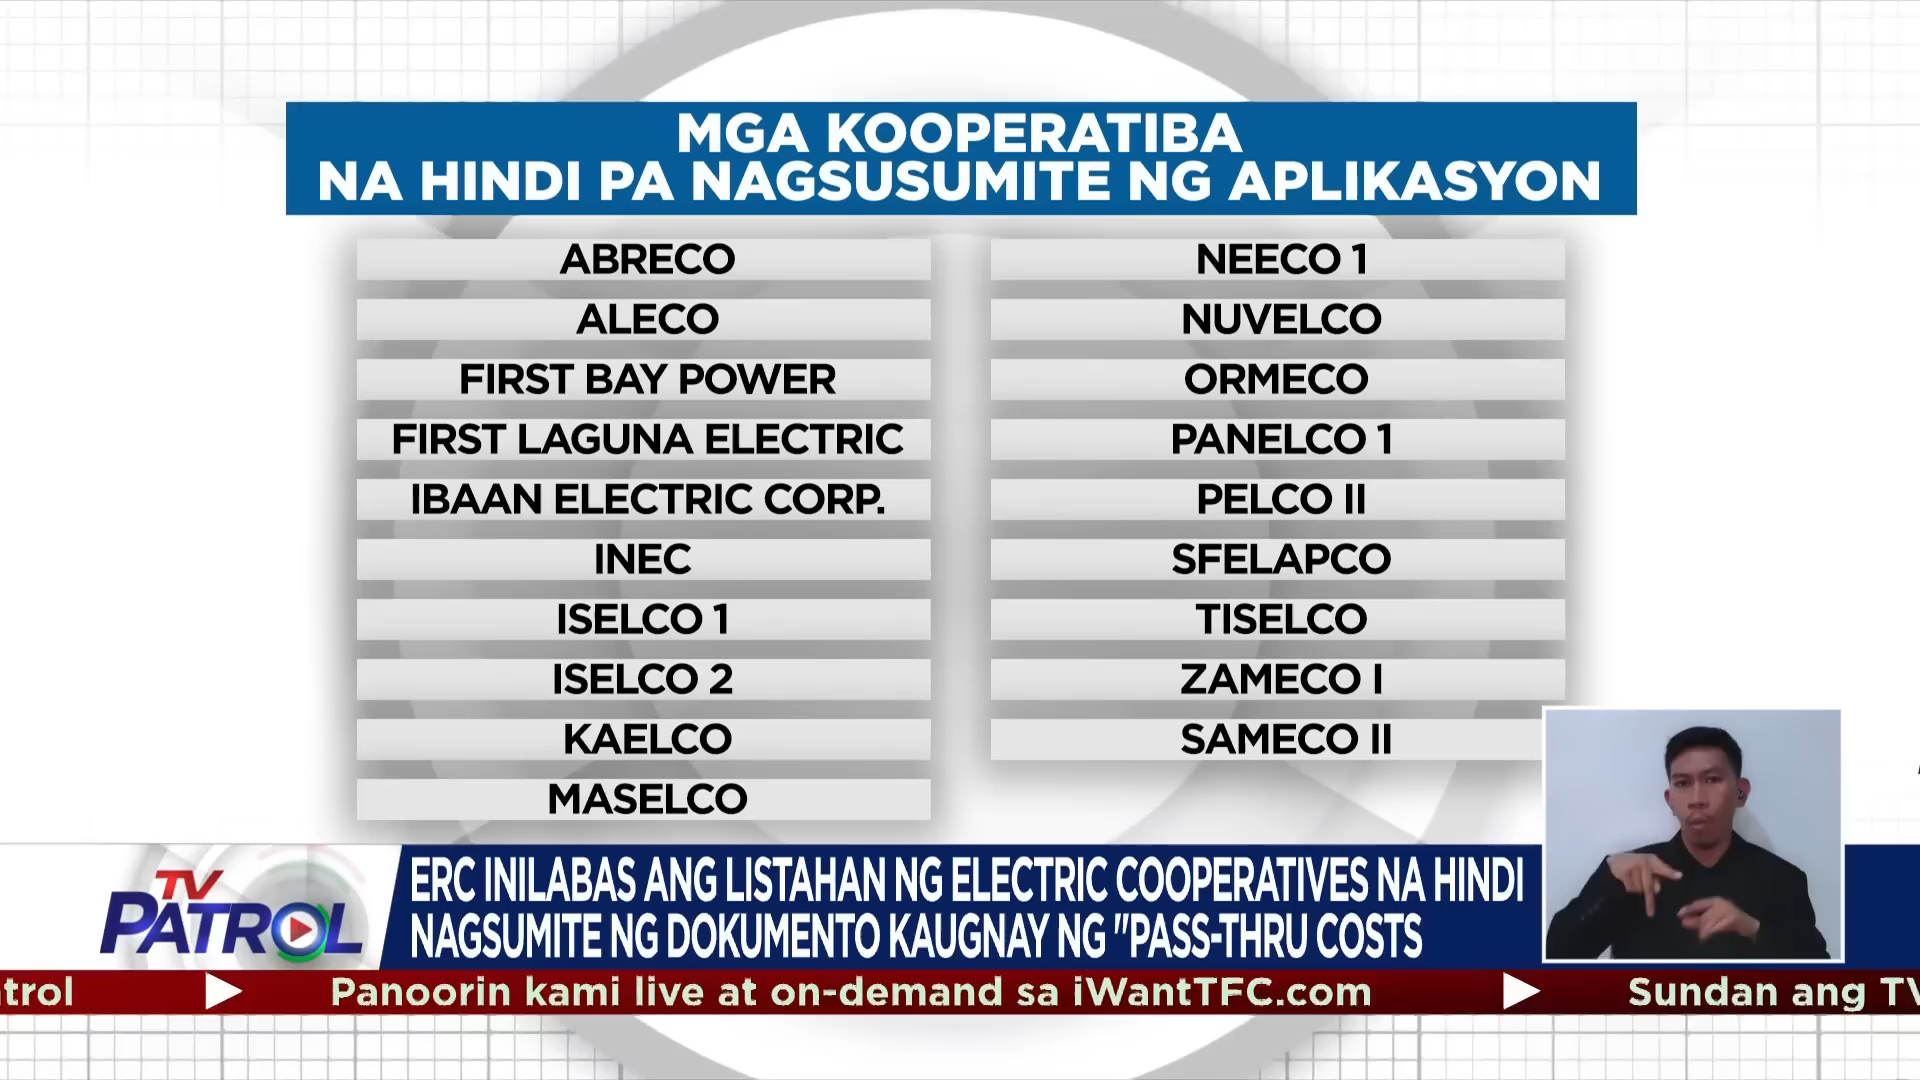 MGA KOOPERATIBA
NA HINDI PA NAGSUSUMITE NG APLIKASYON
ABRECO
ALECO
FIRST BAY POWER
FIRST LAGUNA ELECTRIC
IBAAN ELECTRIC CORP.
INEC
ISELCO 1
ISELCO 2
KAELCO
MASELCO
NEECO 1
NUVELCO
ORMECO
PANELCO 1
PELCO II
SFELAPCO
TISELCO
ZAMECO I
SAMECO II
TV
PATROL
ERC INILABAS ANG LISTAHAN NG ELECTRIC COOPERATIVES NA HINDI
NAGSUMITE NG DOKUMENTO KAUGNAY NG "PASS-THRU COSTS
trol Panoorin kami live at on-demand sa iWantTFC.com Sundan ang TV